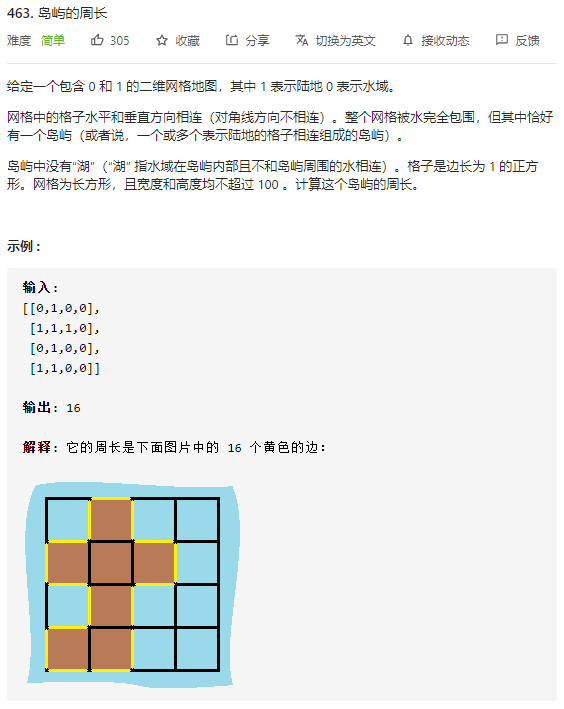 463. 岛屿的周长
难度 简单 305 收藏 分享 切换为英文 接收动态 反馈
给定一个包含 0 和 1 的二维网格地图，其中 1 表示陆地 0 表示水域。
网格中的格子水平和垂直方向相连（对角线方向不相连）。整个网格被水完全包围，但其中恰好
有一个岛屿（或者说，一个或多个表示陆地的格子相连组成的岛屿）。
岛屿中没有“湖”（“湖” 指水域在岛屿内部且不和岛屿周围的水相连）。格子是边长为 1 的正方
形。网格为长方形，且宽度和高度均不超过 100 。计算这个岛屿的周长。
示例 :
输入:
[[0,1,0,0],
[1,1,1,0],
[0,1,0,0],
[1,1,0,0]]
输出: 16
解释: 它的周长是下面图片中的 16 个黄色的边：